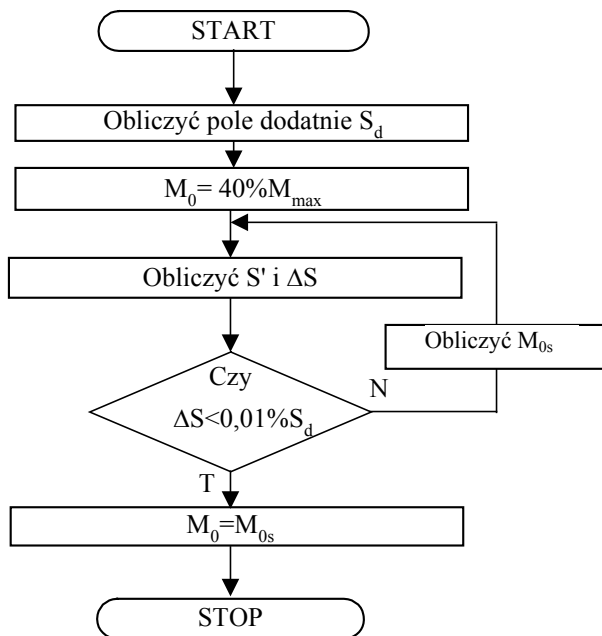 START
Obliczyć pole dodatnie S_d
M_0= 40%M_max
Obliczyć S' i ΔS
Obliczyć M_0s
Czy
N
ΔS<0,01%S_d
T
M_0=M_0s
STOP